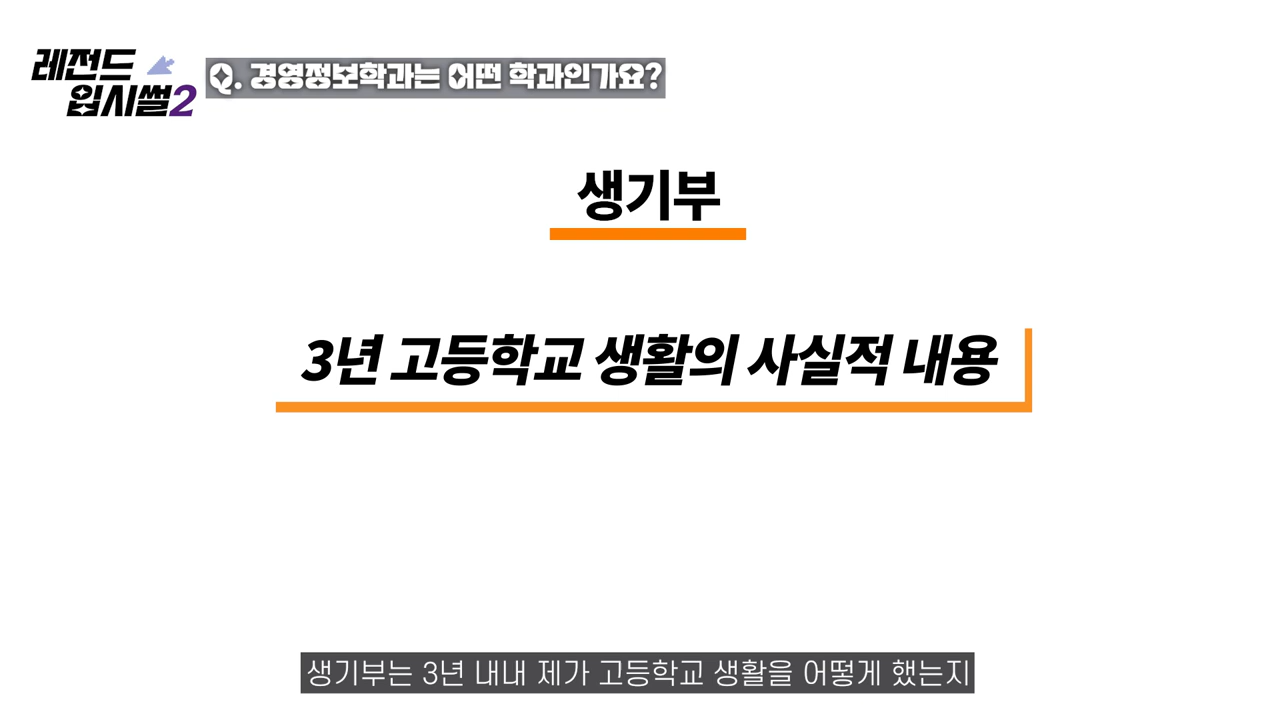 레전드
입시썰2
Q. 경영정보학과는 어떤 학과인가요?
생기부
3년 고등학교 생활의 사실적 내용
생기부는 3년 내내 제가 고등학교 생활을 어떻게 했는지